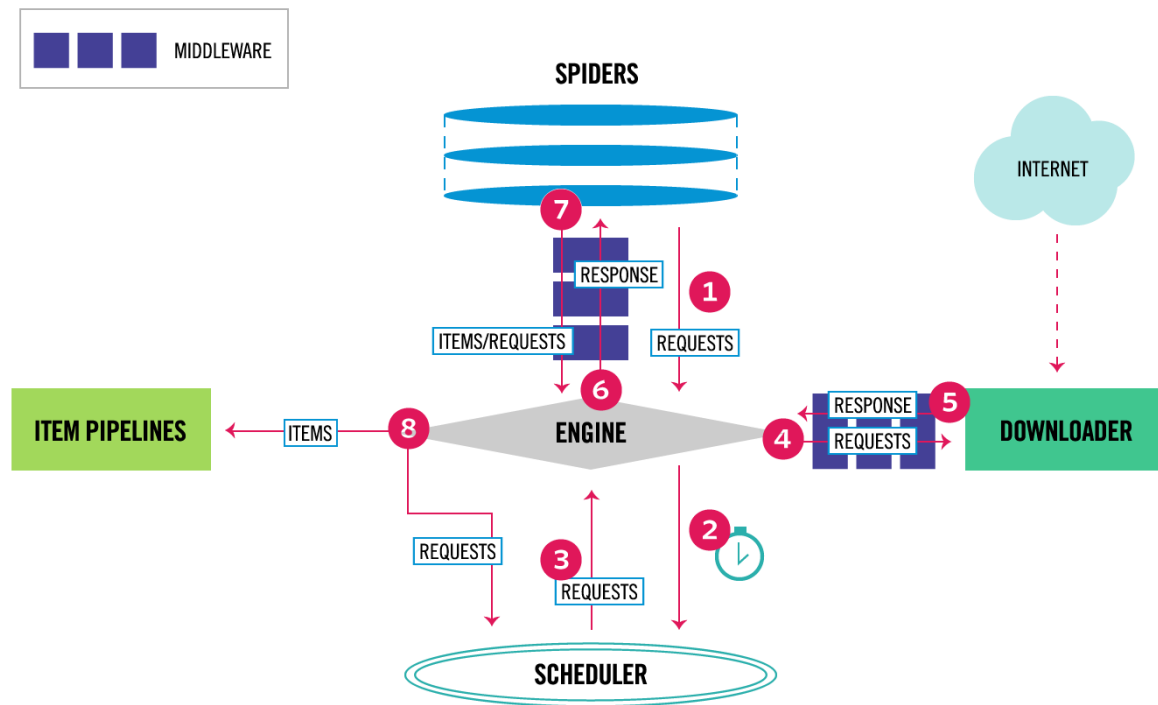 MIDDLEWARE
SPIDERS
INTERNET
7
RESPONSE
1
ITEMS/REQUESTS
REQUESTS
6
5
RESPONSE
ITEM PIPELINES
ITEMS
8
ENGINE
4
REQUESTS
DOWNLOADER
2
REQUESTS
3
REQUESTS
SCHEDULER